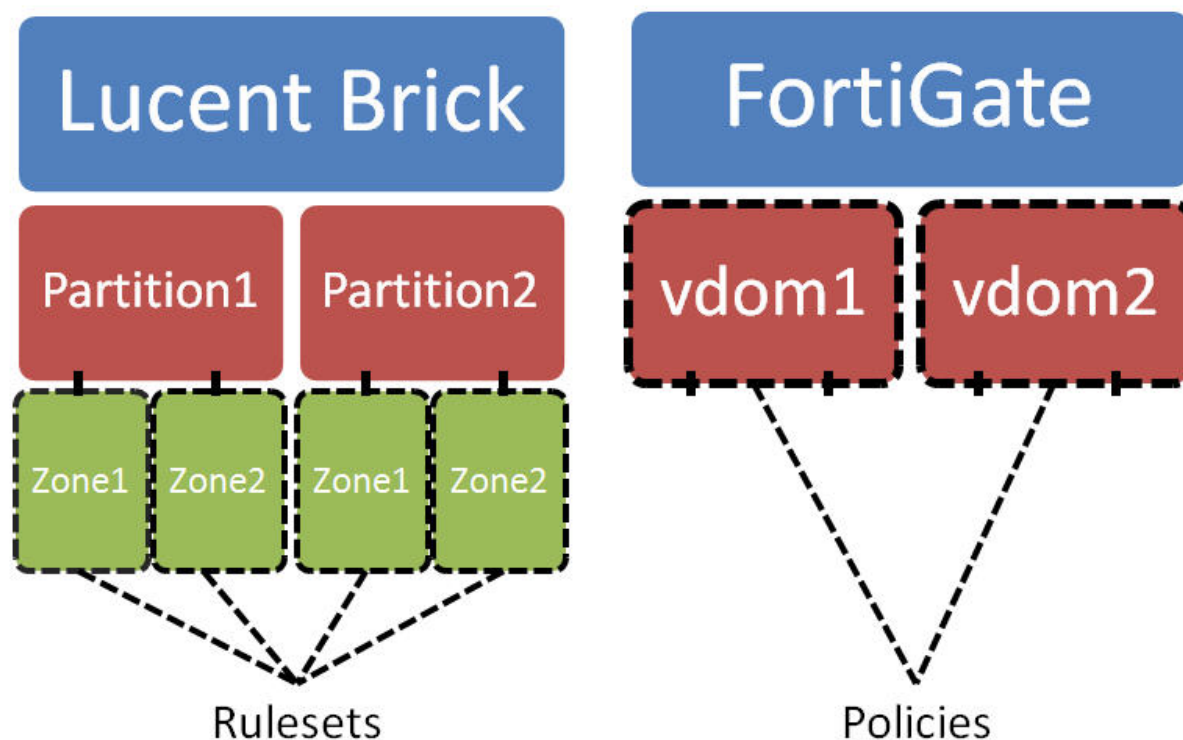 Lucent Brick
FortiGate
Partition1
Partition2
vdom1
vdom2
Zone1
Zone2
Zone1
Zone2
Rulesets
Policies